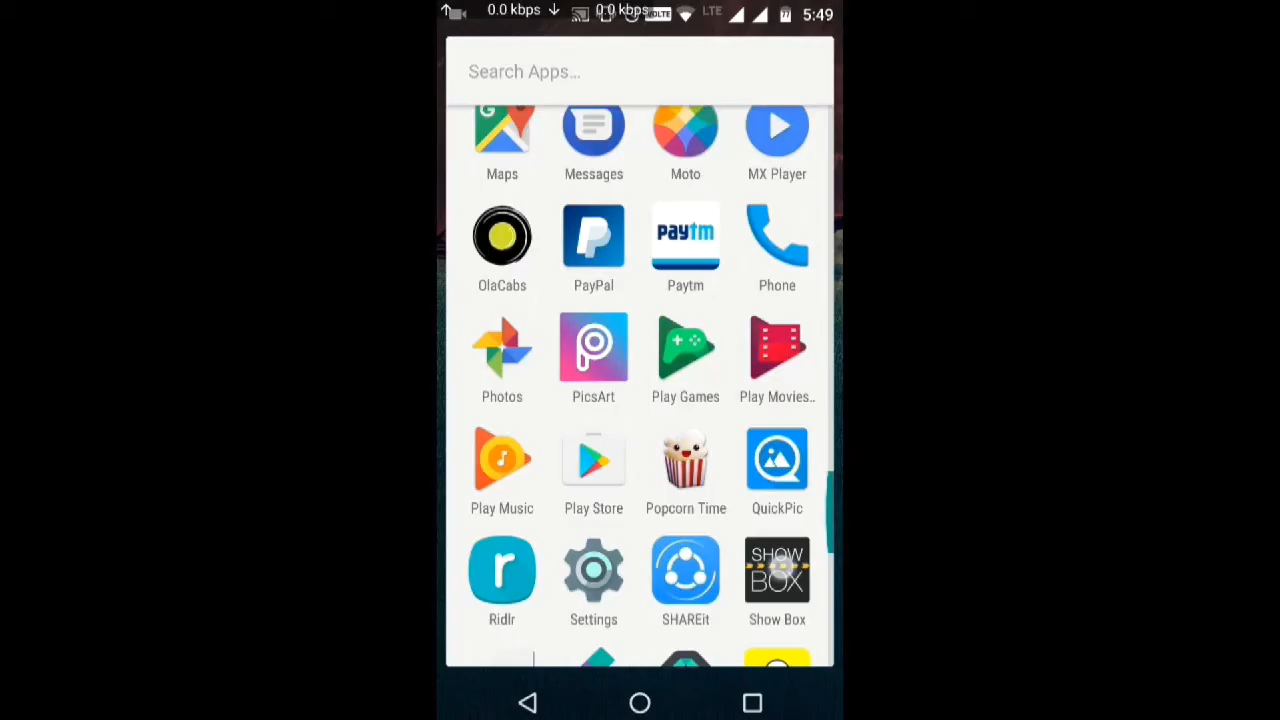 0.0 kbps 0.0 kbps VOLTE LTE 5:49
Search Apps...
G
Maps Messages Moto MX Player
paytm
OlaCabs PayPal Paytm Phone
Photos PicsArt Play Games Play Movies..
Play Music Play Store Popcorn Time QuickPic
r SHOW
BOX
Ridlr Settings SHAREit Show Box